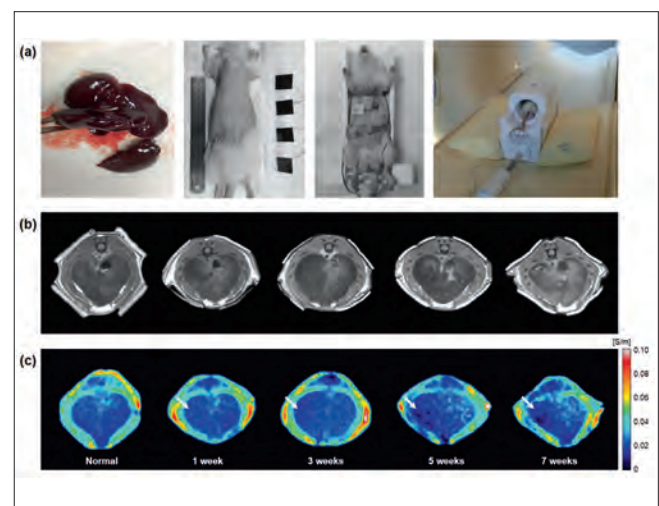 (a)
(b)
[S/m]
(c)
0.10
0.08
0.06
0.04
0.02
0
Normal
1 week
3 weeks
5 weeks
7 weeks